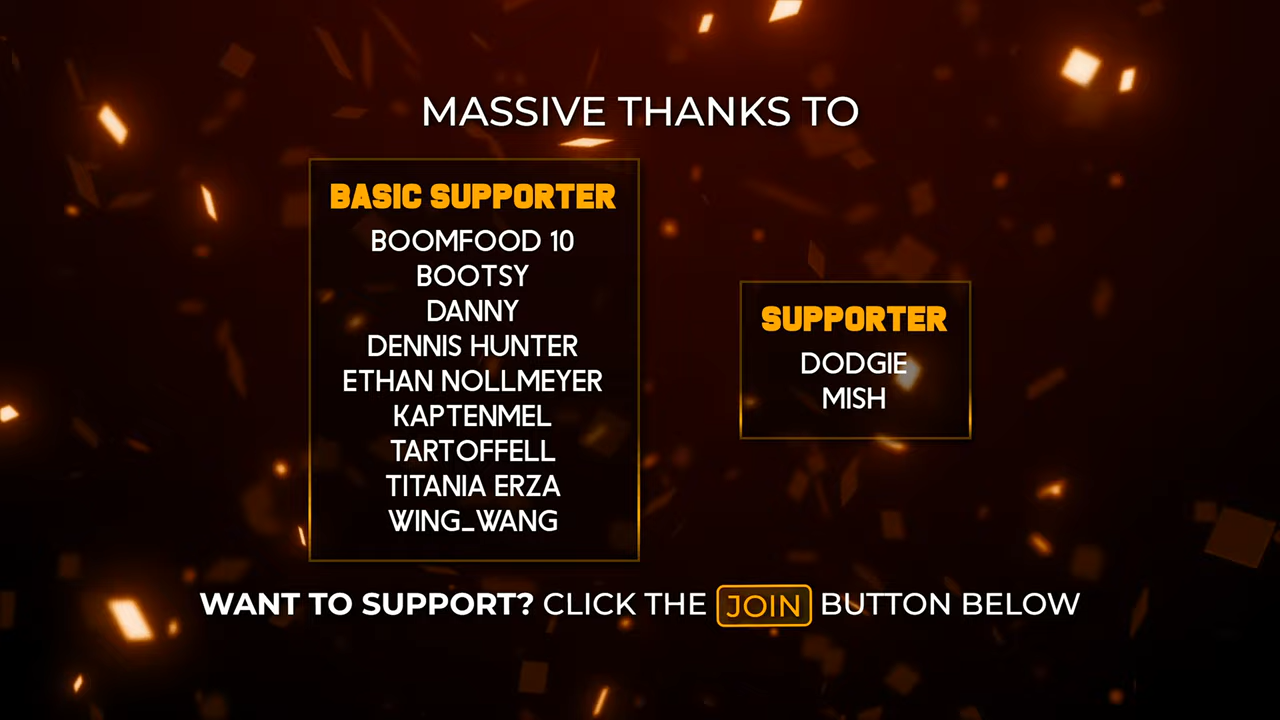 MASSIVE THANKS TO
BASIC SUPPORTER
BOOMFOOD 10
BOOTSY
DANNY
DENNIS HUNTER
ETHAN NOLLMEYER
KAPTENMEL
TARTOFFELL
TITANIA ERZA
WING_WANG
SUPPORTER
DODGIE
MISH
WANT TO SUPPORT? CLICK THE JOIN BUTTON BELOW